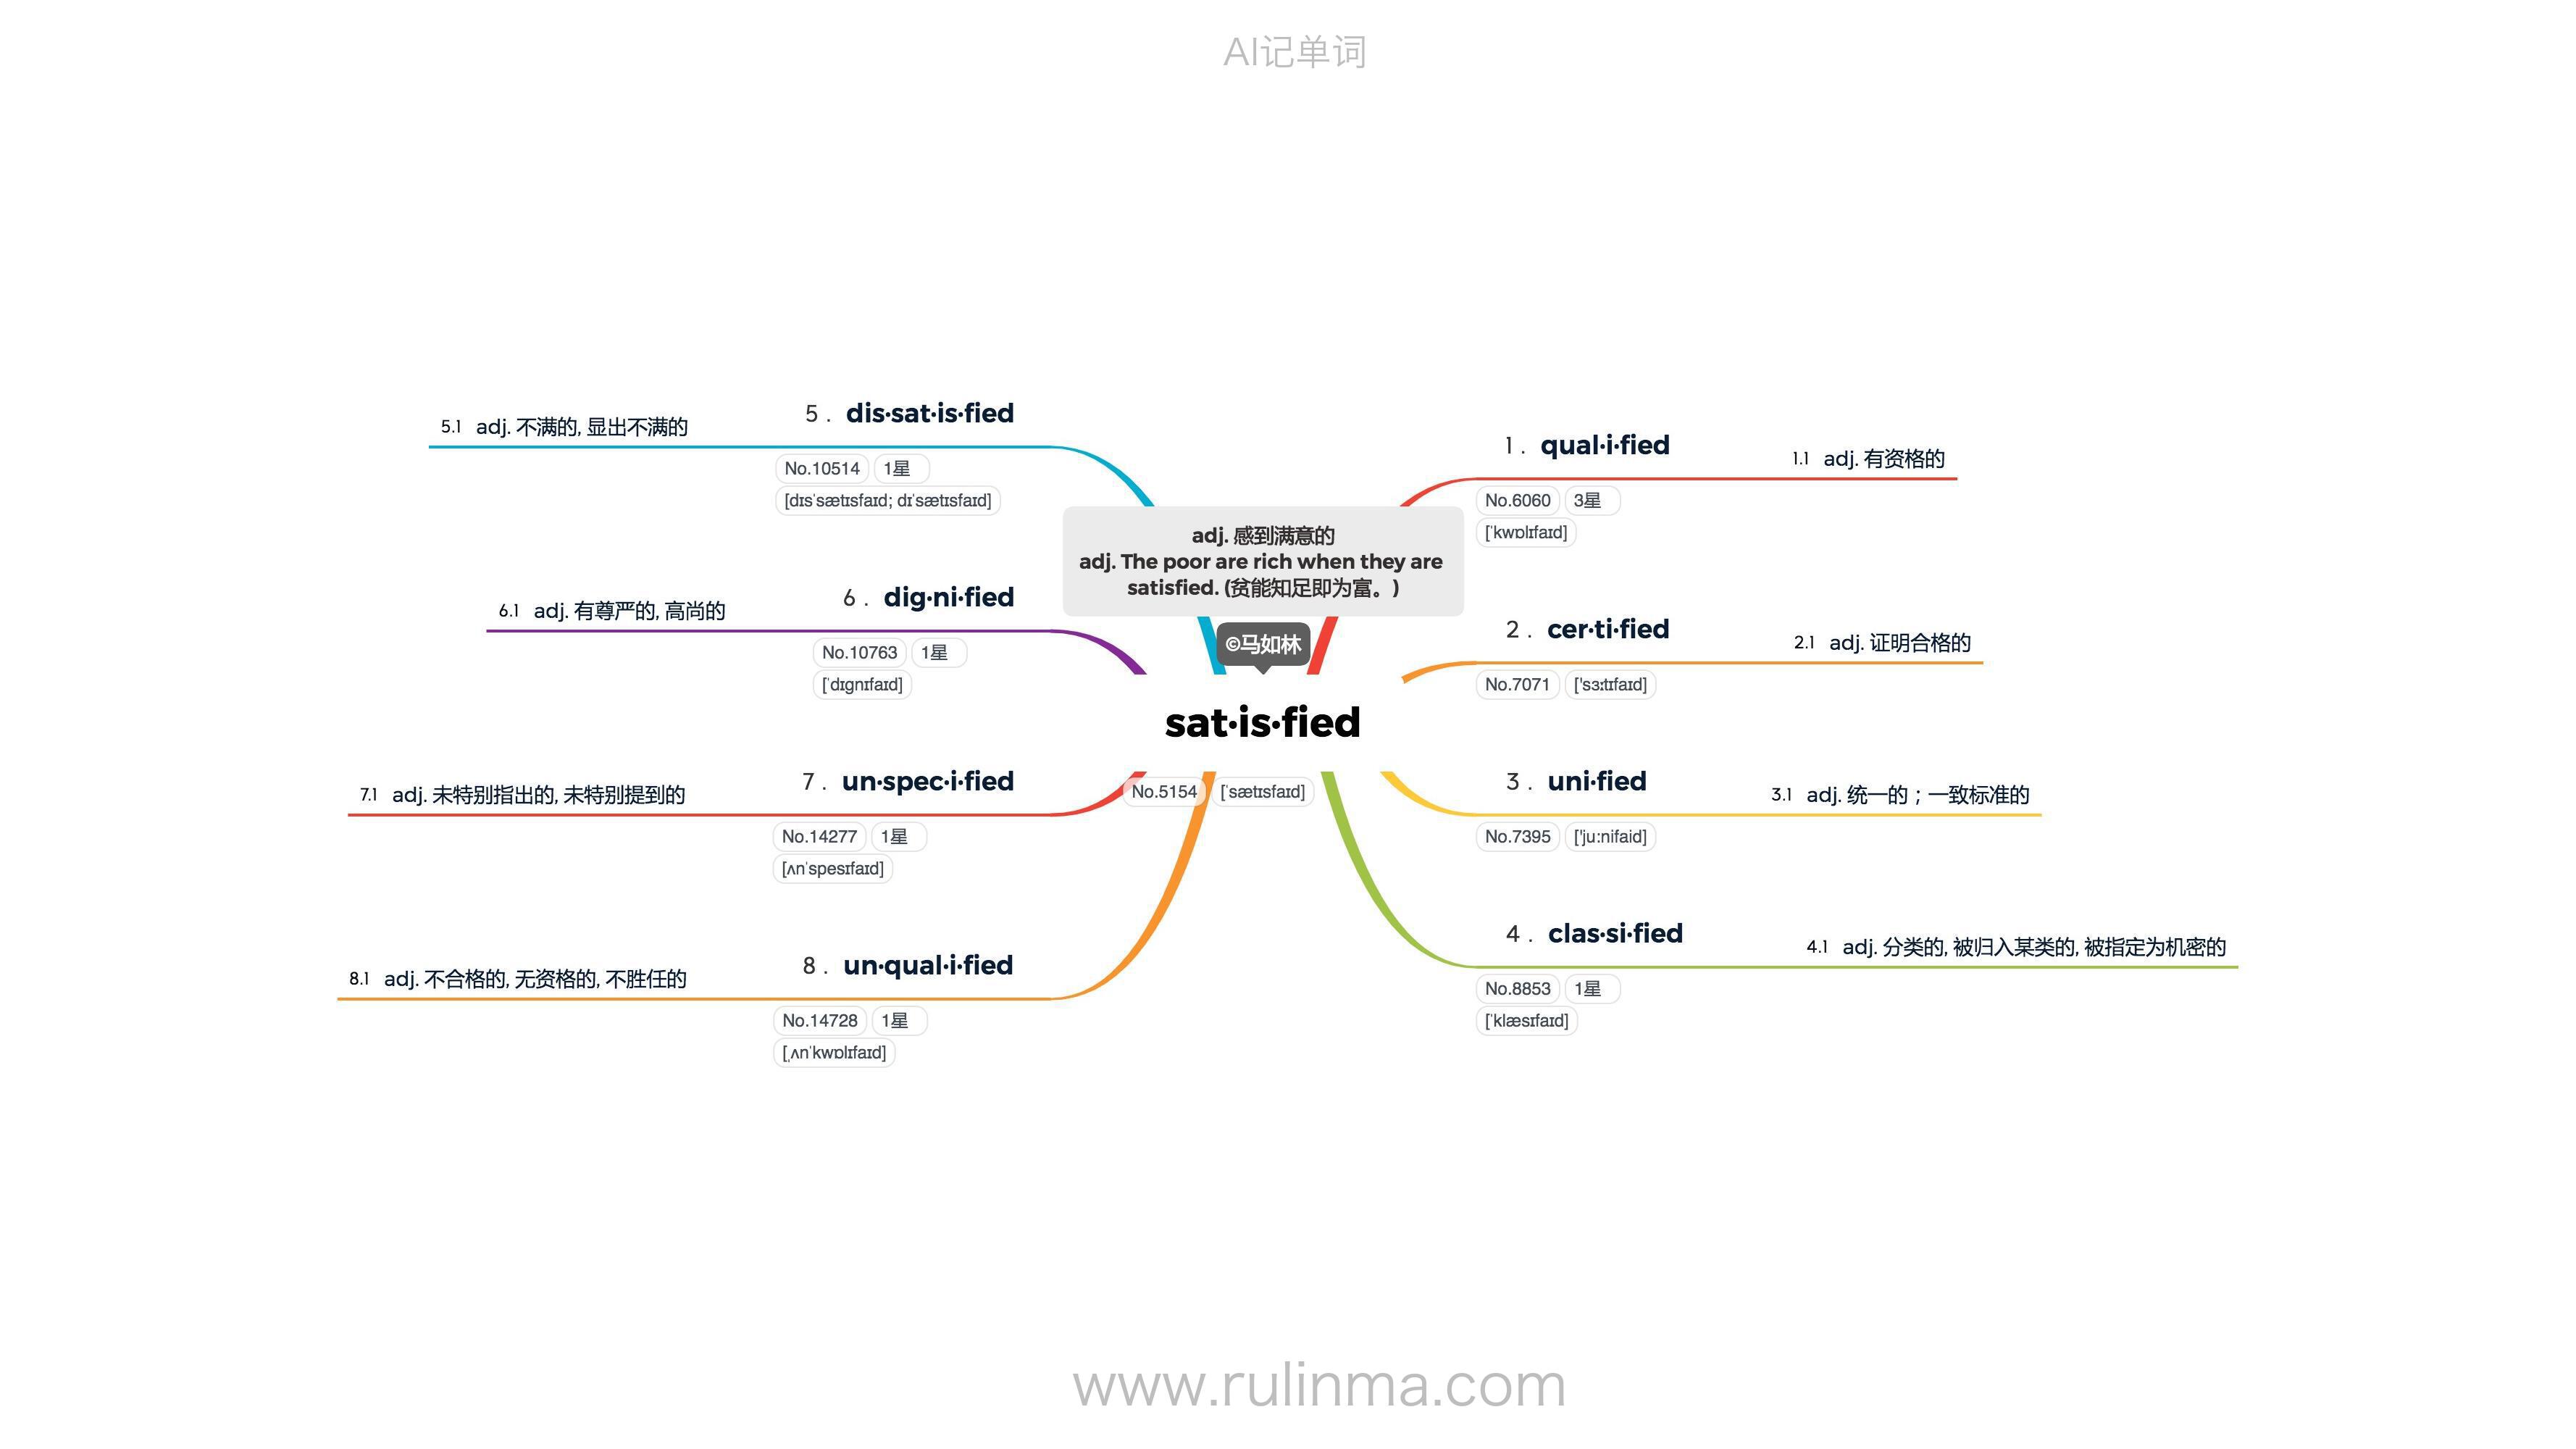 AI记单词
adj. 感到满意的
adj. The poor are rich when they are
satisfied. (贫能知足即为富。)
©马如林
sat·is·fied
No.5154 [ˈsætɪsfaɪd]
1 . qual·i·fied
No.6060 3星
[ˈkwɒlɪfaɪd]
1.1 adj. 有资格的
2 . cer·ti·fied
No.7071 ['sɜːtɪfaɪd]
2.1 adj. 证明合格的
3 . uni·fied
No.7395 ['ju:nifaid]
3.1 adj. 统一的；一致标准的
4 . clas·si·fied
No.8853 1星
[ˈklæsɪfaɪd]
4.1 adj. 分类的, 被归入某类的, 被指定为机密的
5 . dis·sat·is·fied
No.10514 1星
[dɪsˈsætɪsfaɪd; dɪˈsætɪsfaɪd]
5.1 adj. 不满的, 显出不满的
6 . dig·ni·fied
No.10763 1星
[ˈdɪgnɪfaɪd]
6.1 adj. 有尊严的, 高尚的
7 . un·spec·i·fied
No.14277 1星
[ʌnˈspesɪfaɪd]
7.1 adj. 未特别指出的, 未特别提到的
8 . un·qual·i·fied
No.14728 1星
[ˌʌnˈkwɒlɪfaɪd]
8.1 adj. 不合格的, 无资格的, 不胜任的
www.rulinma.com